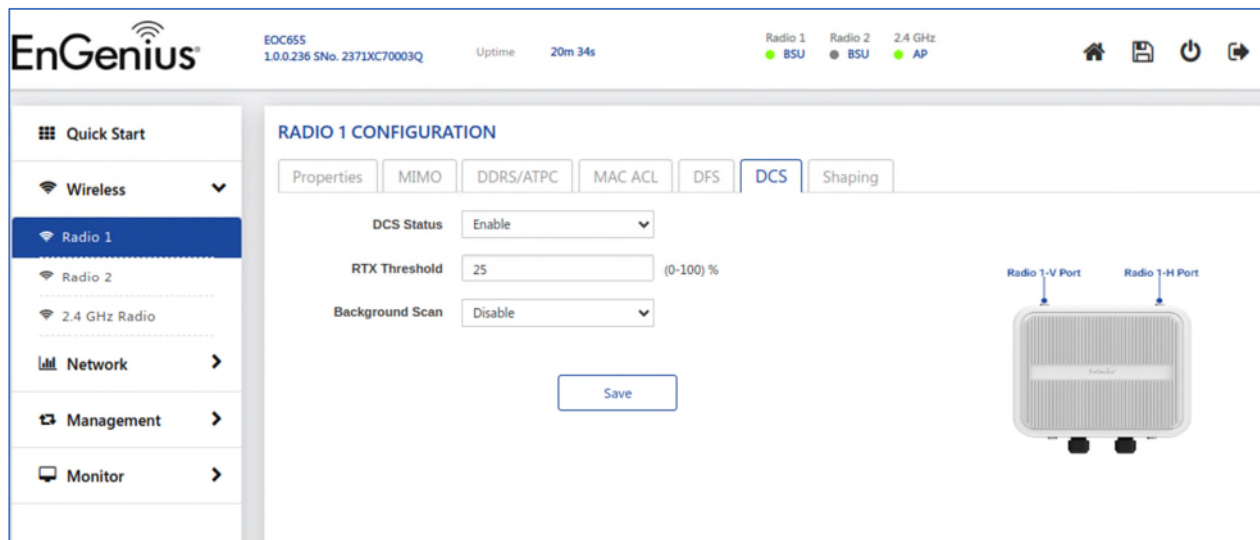 EnGenius
EOC655
1.0.0.236 SNo. 2371XC70003Q
Uptime 20m 34s
Radio 1 Radio 2 2.4 GHz
BSU BSU AP
Quick Start
Wireless
Radio 1
Radio 2
2.4 GHz Radio
Network
Management
Monitor
RADIO 1 CONFIGURATION
Properties MIMO DDRS/ATPC MAC ACL DFS DCS Shaping
DCS Status Enable
RTX Threshold 25 (0-100) %
Background Scan Disable
Save
Radio 1-V Port Radio 1-H Port
EnGenius